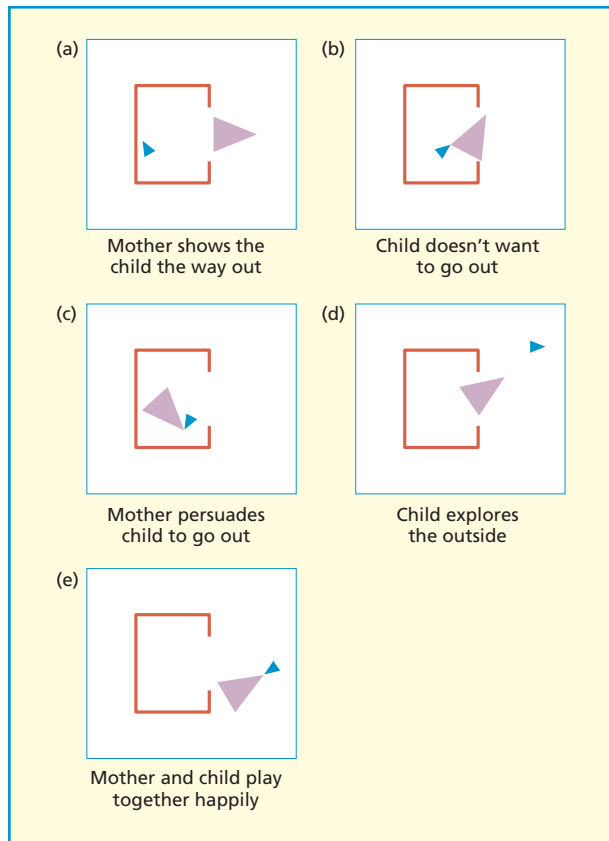 (a)
Mother shows the
child the way out
(b)
Child doesn't want
to go out
(c)
Mother persuades
child to go out
(d)
Child explores
the outside
(e)
Mother and child play
together happily